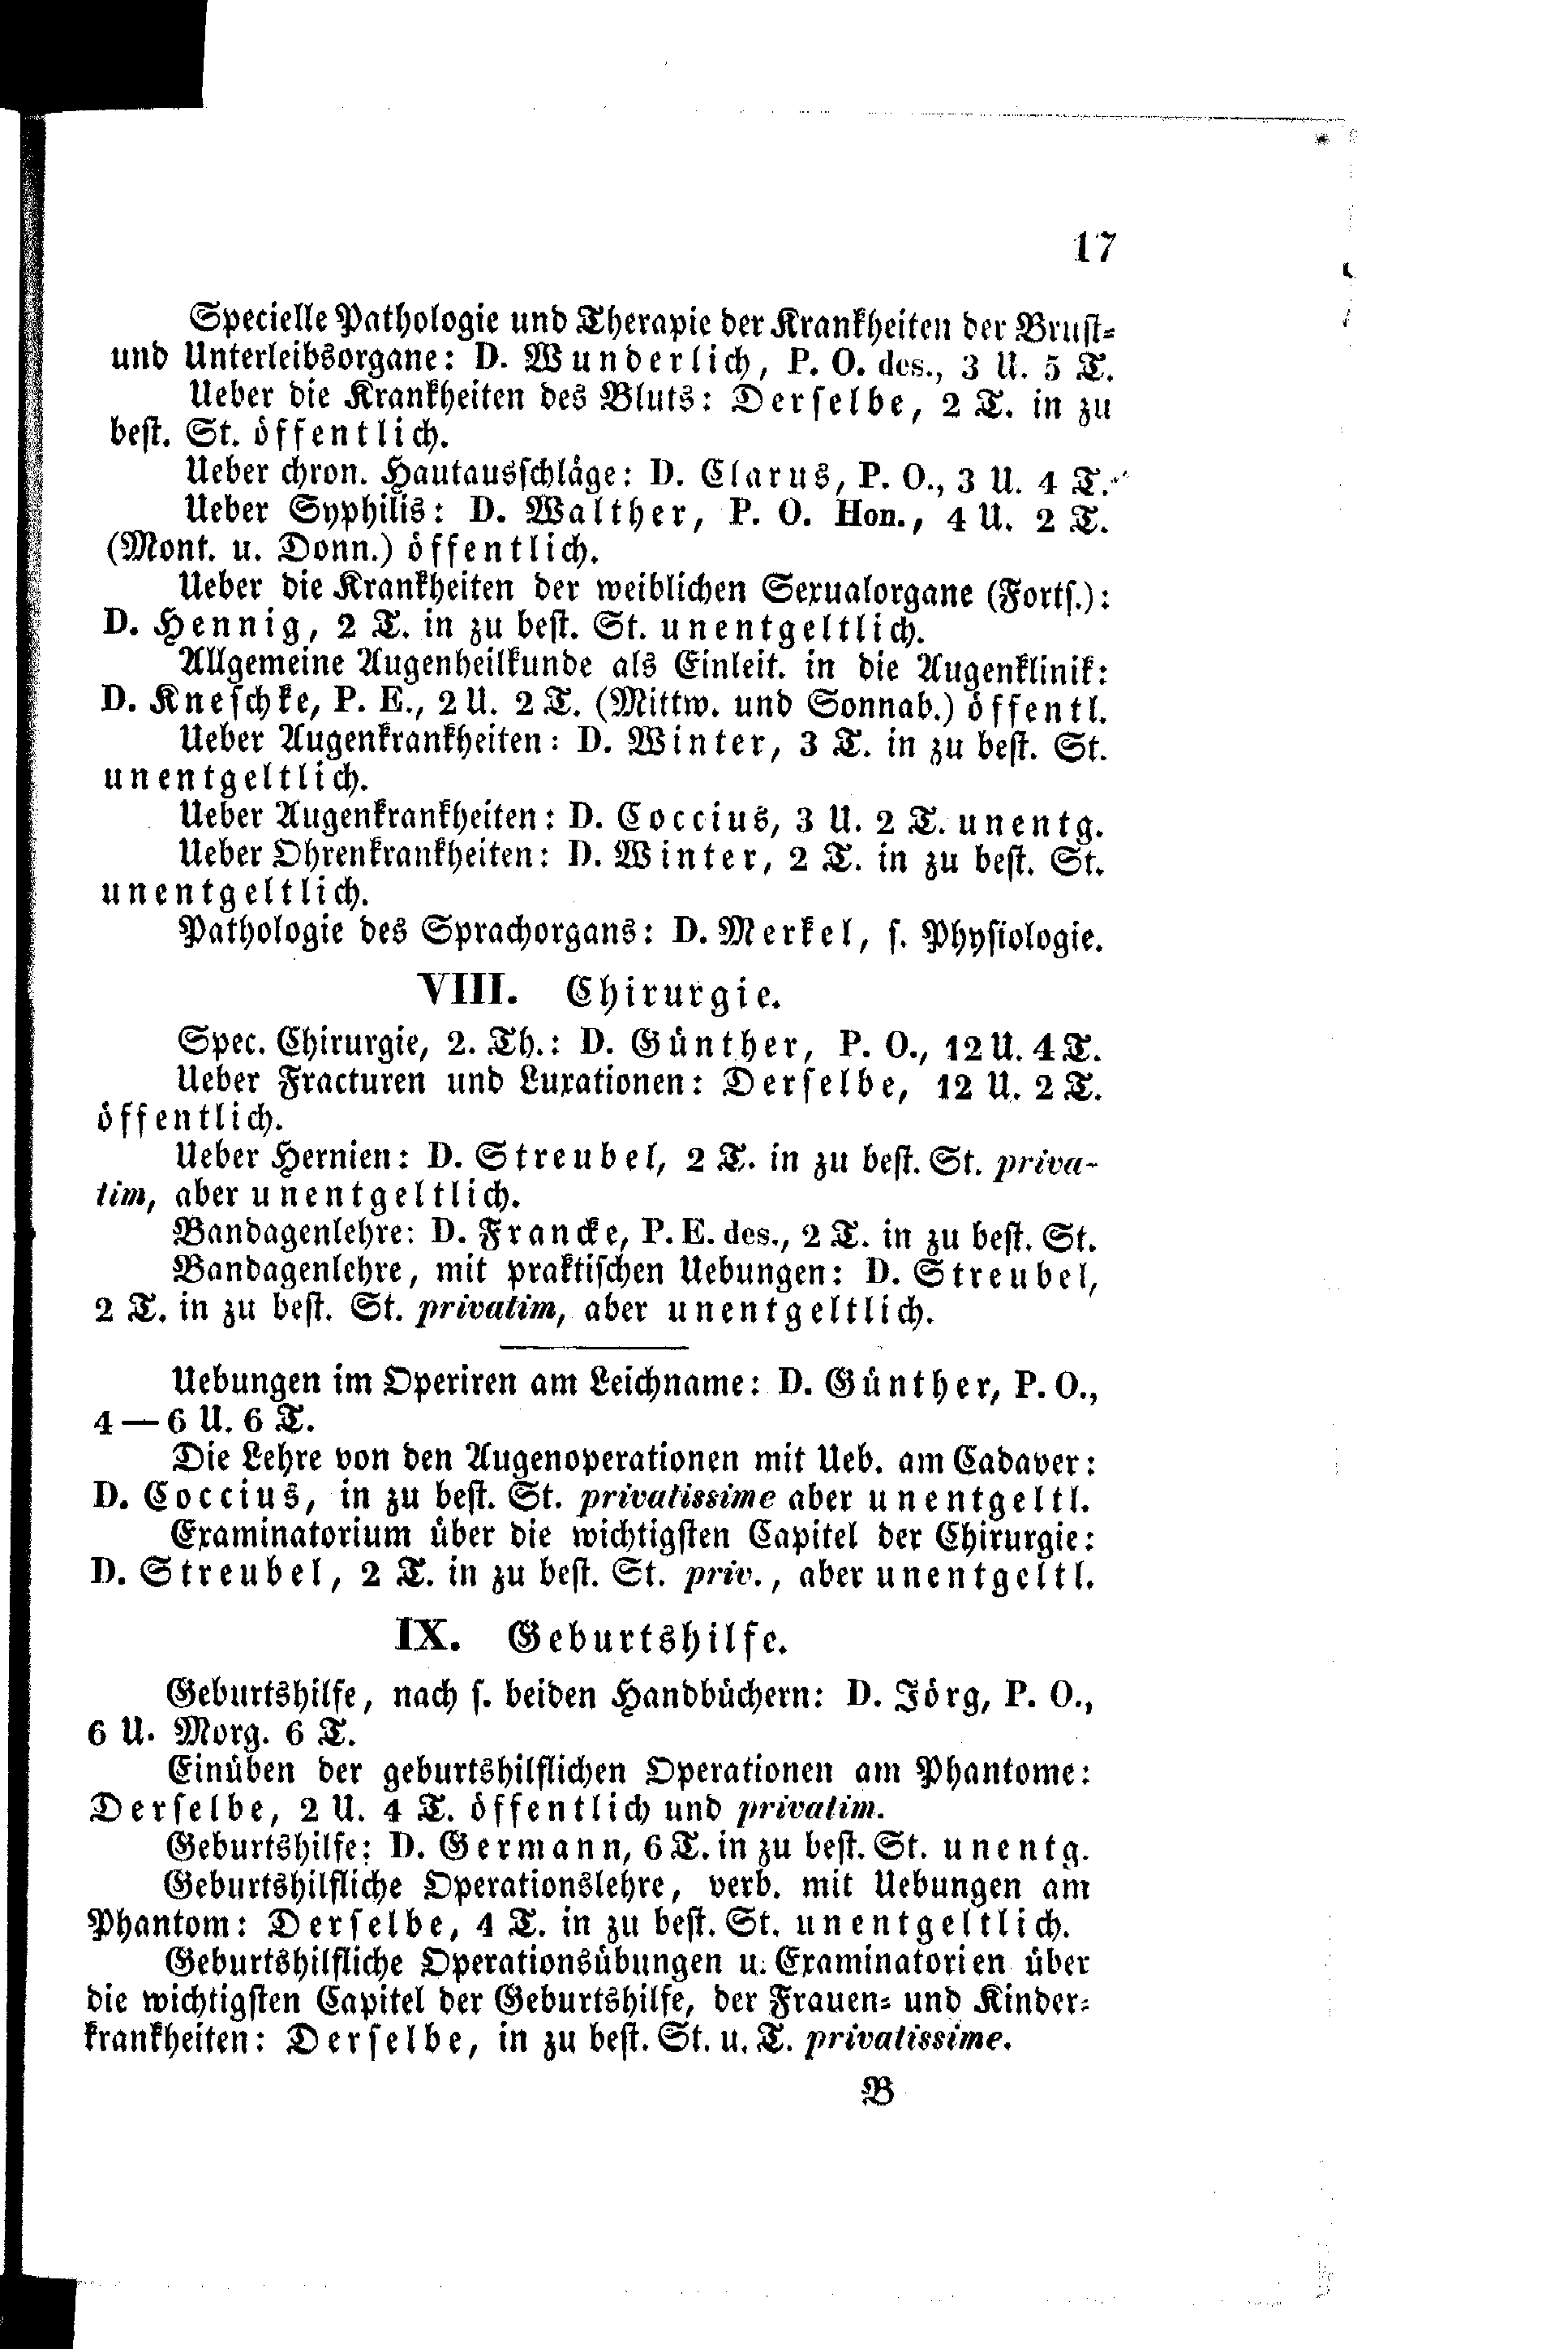 17
Specielle Pathologie und Therapie der Krankheiten der Brust-
und Unterleibsorgane: D. Wunderlich, P. O. des., 3 U. 5 T.
Ueber die Krankheiten des Bluts: Derselbe, 2 T. in zu
best. St. öffentlich.
Ueber chron. Hautausschläge: D. Clarus, P. O., 3 U. 4 T.
Ueber Syphilis: D. Walther, P. O. Hon., 4 U. 2 T.
(Mont. u. Donn.) öffentlich.
Ueber die Krankheiten der weiblichen Sexualorgane (Forts.):
D. Hennig, 2 T. in zu best. St. unentgeltlich.
Allgemeine Augenheilkunde als Einleit. in die Augenklinik:
D. Kneschke, P. E., 2 U. 2 T. (Mittw. und Sonnab.) öffentl.
Ueber Augenkrankheiten: D. Winter, 3 T. in zu best. St.
unentgeltlich.
Ueber Augenkrankheiten: D. Coccius, 3 U. 2 T. unentg.
Ueber Ohrenkrankheiten: D. Winter, 2 T. in zu best. St.
unentgeltlich.
Pathologie des Sprachorgans: D. Merkel, s. Physiologie.
VIII. Chirurgie.
Spec. Chirurgie, 2. Th.: D. Günther, P. O., 12 U. 4 T.
Ueber Fracturen und Luxationen: Derselbe, 12 U. 2 T.
öffentlich.
Ueber Hernien: D. Streubel, 2 T. in zu best. St. priva-
tim, aber unentgeltlich.
Bandagenlehre: D. Francke, P. E. des., 2 T. in zu best. St.
Bandagenlehre, mit praktischen Uebungen: D. Streubel,
2 T. in zu best. St. privatim, aber unentgeltlich.
Uebungen im Operiren am Leichname: D. Günther, P. O.,
4 — 6 U. 6 T.
Die Lehre von den Augenoperationen mit Ueb. am Cadaver:
D. Coccius, in zu best. St. privatissime aber unentgeltl.
Examinatorium über die wichtigsten Capitel der Chirurgie:
D. Streubel, 2 T. in zu best. St. priv., aber unentgeltl.
IX. Geburtshilfe.
Geburtshilfe, nach s. beiden Handbüchern: D. Jörg, P. O.,
6 U. Morg. 6 T.
Einüben der geburtshilflichen Operationen am Phantome:
Derselbe, 2 U. 4 T. öffentlich und privatim.
Geburtshilfe: D. Germann, 6 T. in zu best. St. unentg.
Geburtshilfliche Operationslehre, verb. mit Uebungen am
Phantom: Derselbe, 4 T. in zu best. St. unentgeltlich.
Geburtshilfliche Operationsübungen u. Examinatorien über
die wichtigsten Capitel der Geburtshilfe, der Frauen- und Kinder-
krankheiten: Derselbe, in zu best. St. u. T. privatissime.
B